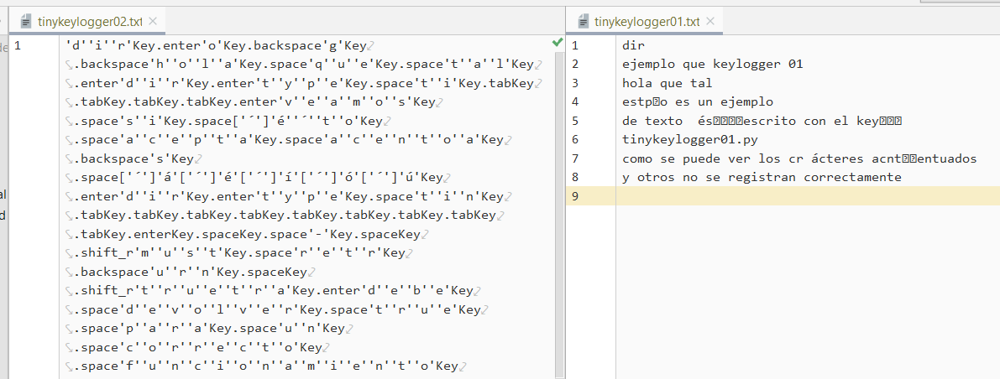 tinykeylogger02.txt
tinykeylogger01.txt
1 'd''i''r'Key.enter'o'Key.backspace'g'Key
.backspace'h''o''l''a'Key.space'q''u''e'Key.space't''a''l'Key
.enter'd''i''r'Key.enter't''y''p''e'Key.space't''i'Key.tabKey
.tabKey.tabKey.tabKey.enter'v''e''a''m''o''s'Key
.space's''i'Key.space['´']'é''´''t''o'Key
.space'a''c''e''p''t''a'Key.space'a''c''e''n''t''o''a'Key
.backspace's'Key
.space['´']'á'['´']'é'['´']'í'['´']'ó'['´']'ú'Key
.enter'd''i''r'Key.enter't''y''p''e'Key.space't''i''n'Key
.tabKey.tabKey.tabKey.tabKey.tabKey.tabKey.tabKey.tabKey
.tabKey.enterKey.spaceKey.space'-'Key.spaceKey
.shift_r'm''u''s''t'Key.space'r''e''t''r'Key
.backspace'u''r''n'Key.spaceKey
.shift_r't''r''u''e''t''r''a'Key.enter'd''e''b''e'Key
.space'd''e''v''o''l''v''e''r'Key.space't''r''u''e'Key
.space'p''a''r''a'Key.space'u''n'Key
.space'c''o''r''r''e''c''t''o'Key
.space'f''u''n''c''i''o''n''a''m''i''e''n''t''o'Key
1 dir
2 ejemplo que keylogger 01
3 hola que tal
4 estp□o es un ejemplo
5 de texto  és□□□□escrito con el key□□□
6 tinykeylogger01.py
7 como se puede ver los cr ácteres acnt□□entuados
8 y otros no se registran correctamente
9